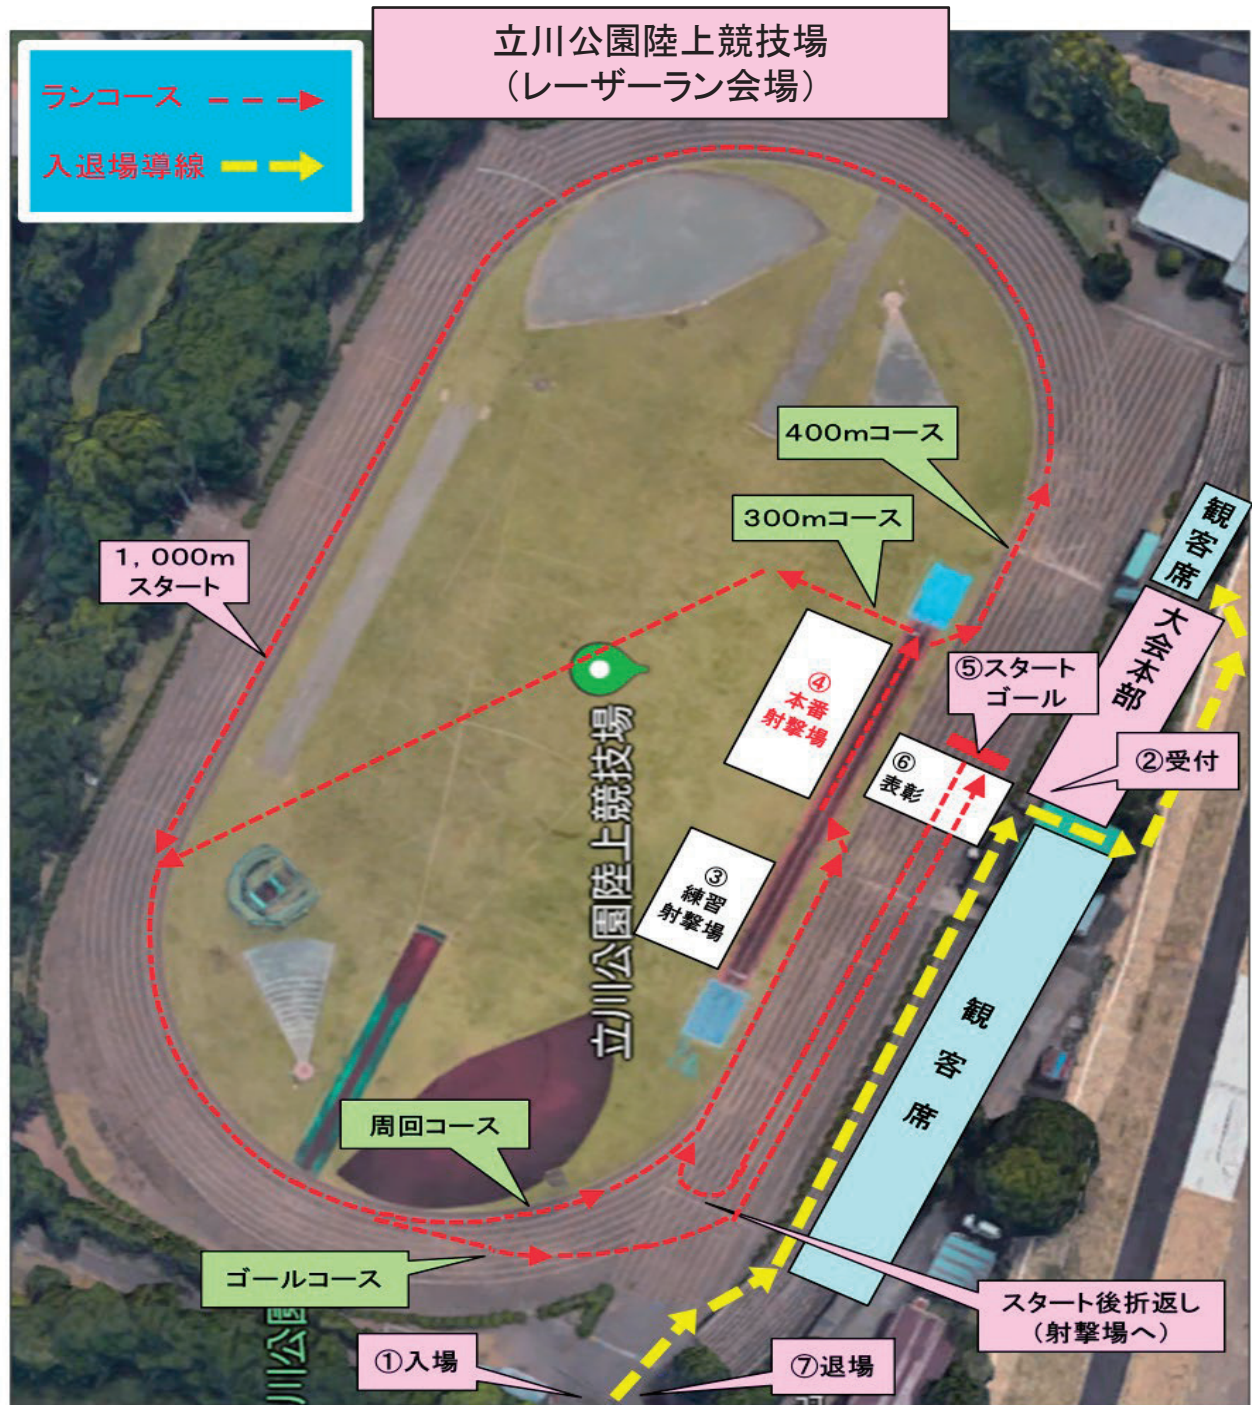 立川公園陸上競技場
（レーザーラン会場）
ランコース
入退場導線
400mコース
300mコース
1,000m
スタート
観客席
大会本部
④
本番
射撃場
⑤スタート
ゴール
⑥
表彰
②受付
③
練習
射撃場
立川公園陸上競技場
観客席
周回コース
ゴールコース
スタート後折返し
（射撃場へ）
①入場
⑦退場
川公園